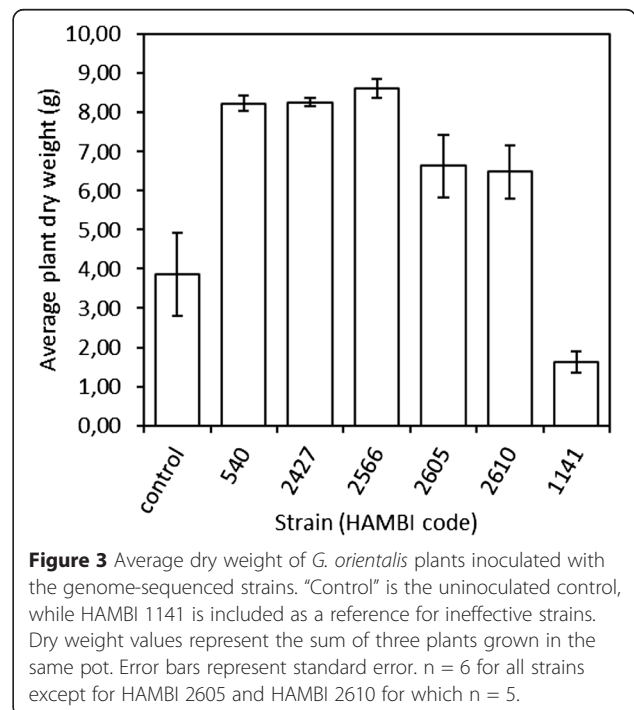 10,00
9,00
8,00
7,00
6,00
5,00
4,00
3,00
2,00
1,00
0,00
Average plant dry weight (g)
control
540
2427
2566
2605
2610
1141
Strain (HAMBI code)
Figure 3 Average dry weight of G. orientalis plants inoculated with
the genome-sequenced strains. “Control” is the uninoculated control,
while HAMBI 1141 is included as a reference for ineffective strains.
Dry weight values represent the sum of three plants grown in the
same pot. Error bars represent standard error. n = 6 for all strains
except for HAMBI 2605 and HAMBI 2610 for which n = 5.